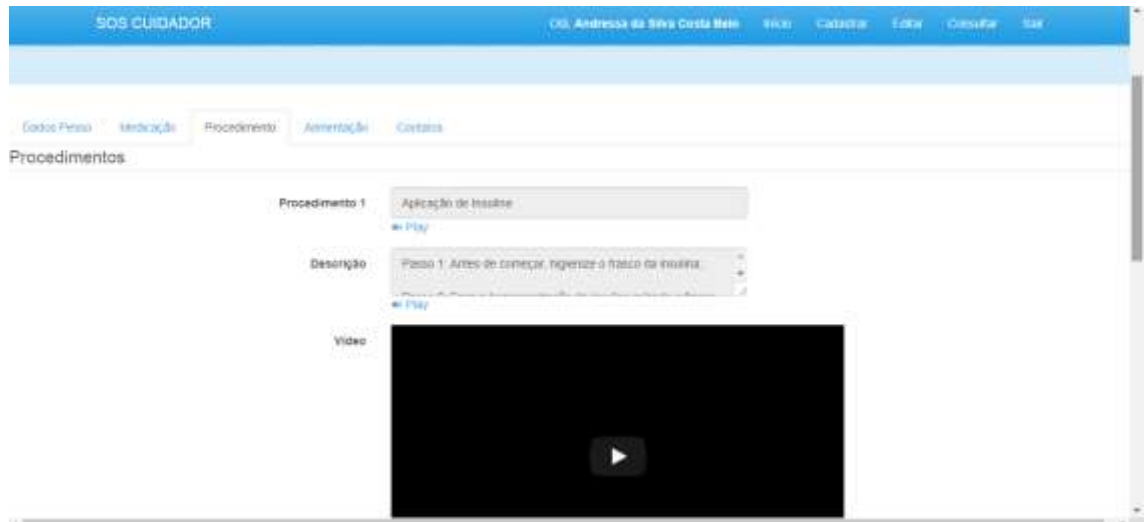 SOS CUIDADOR
Olá, Andressa da Silva Costa Melo Início Cadastrar Editar Consultar Sair
Dados Pesso Medicação Procedimento Alimentação Contatos
Procedimentos
Procedimento 1 Aplicação de Insulina
Play
Descrição Passo 1: Antes de começar, higienize o frasco da insulina;
Play
Vídeo